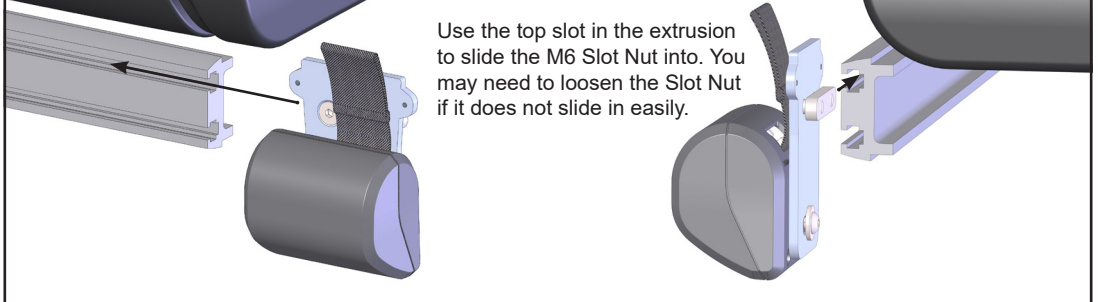 Use the top slot in the extrusion
to slide the M6 Slot Nut into. You
may need to loosen the Slot Nut
if it does not slide in easily.